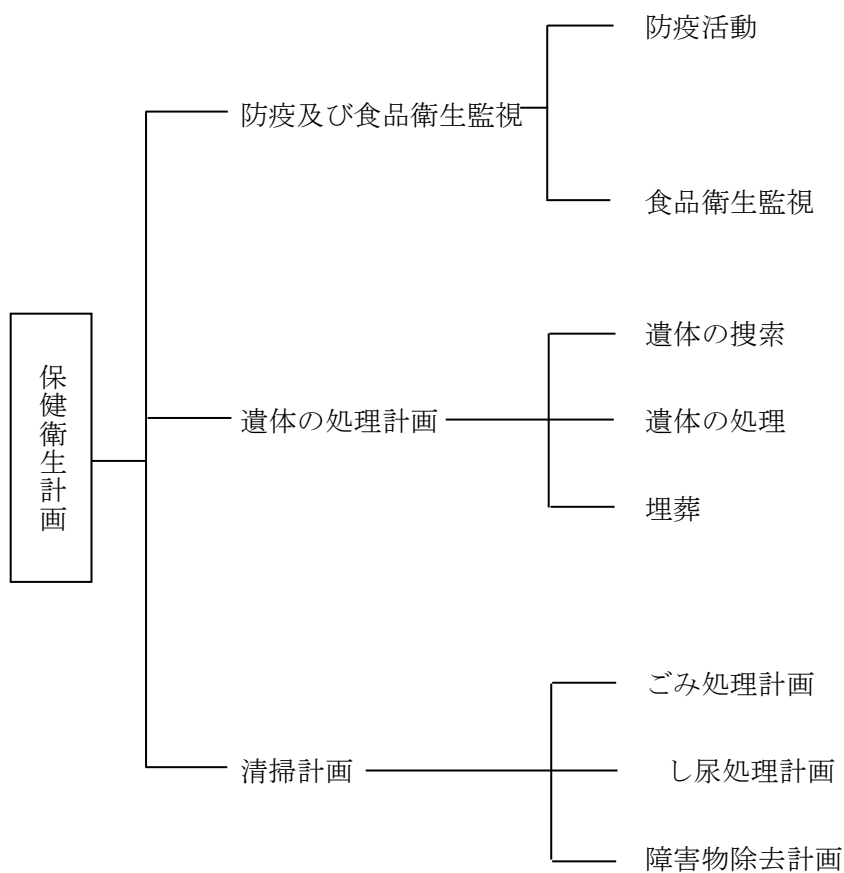 保健衛生計画
防疫及び食品衛生監視
防疫活動
食品衛生監視
遺体の処理計画
遺体の捜索
遺体の処理
埋葬
清掃計画
ごみ処理計画
し尿処理計画
障害物除去計画